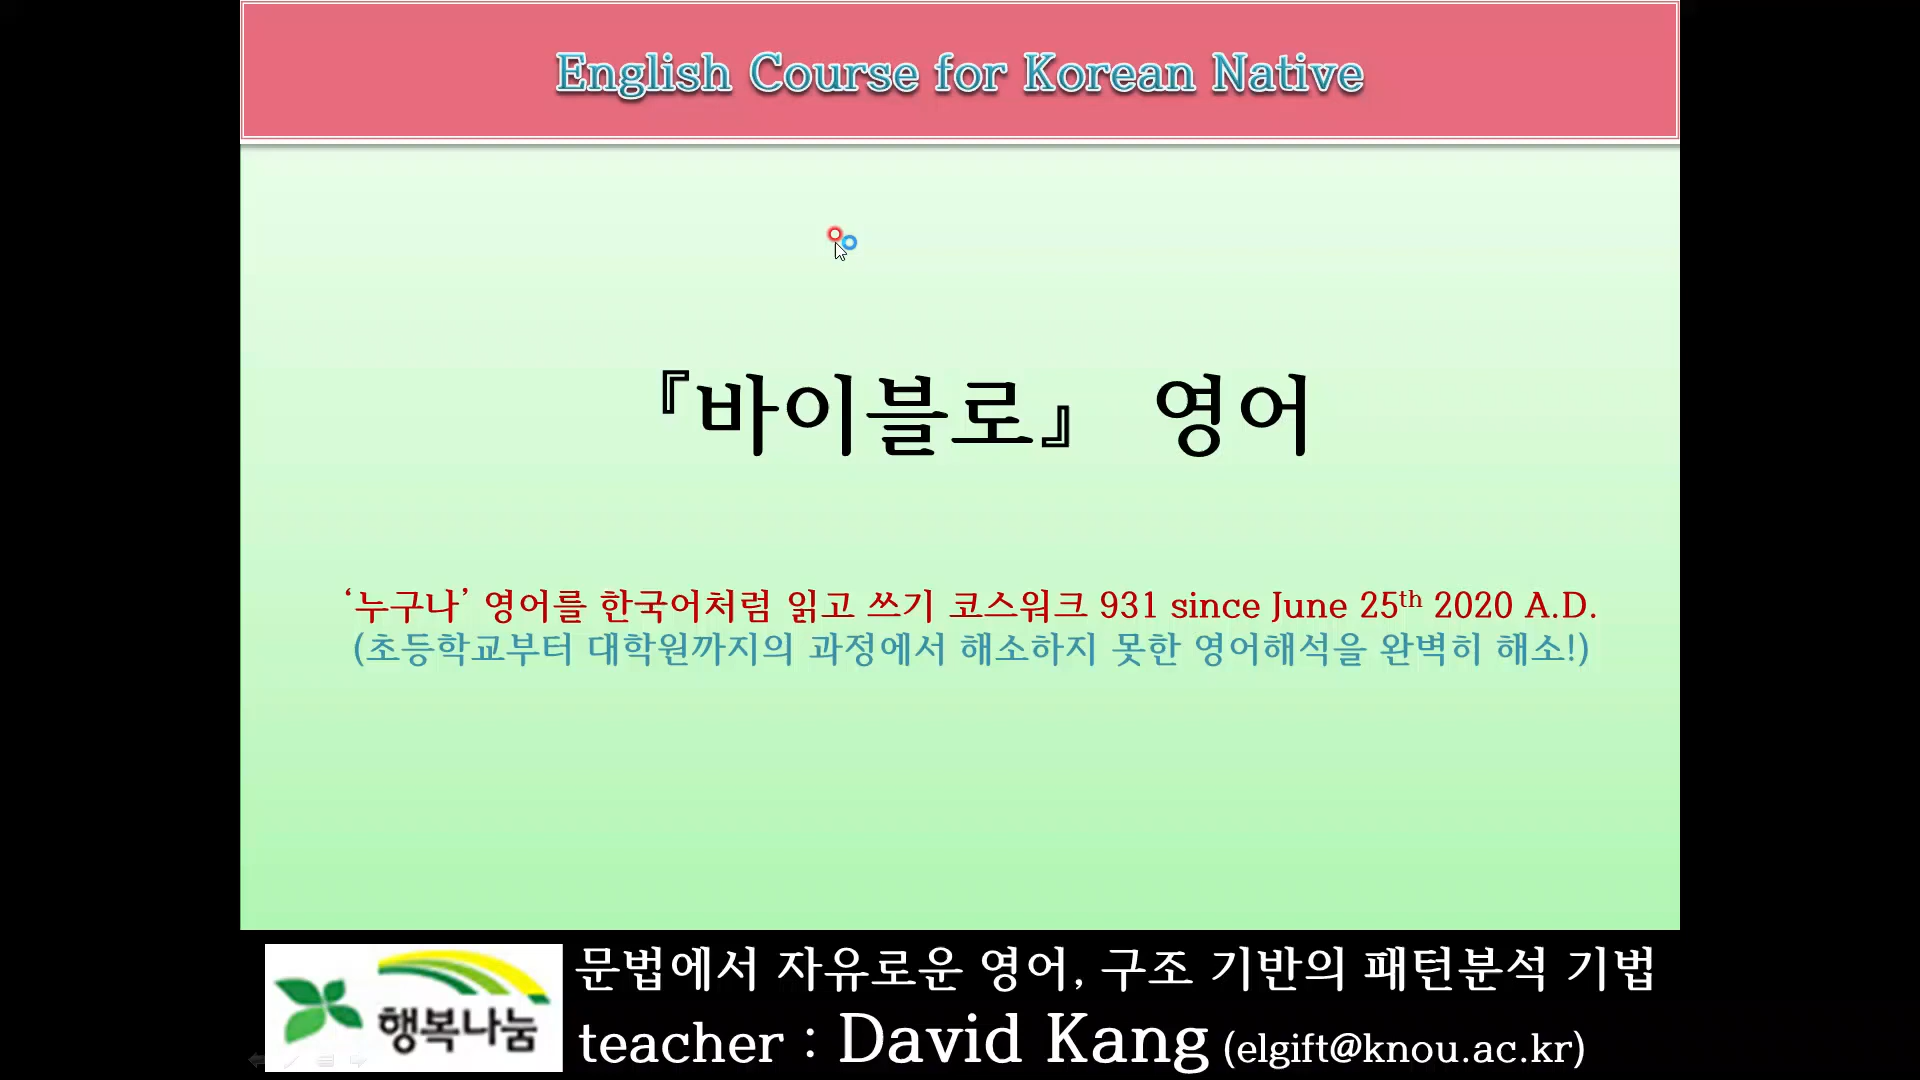 English Course for Korean Native
『바이블로』 영어
‘누구나’ 영어를 한국어처럼 읽고 쓰기 코스워크 931 since June 25th 2020 A.D.
(초등학교부터 대학원까지의 과정에서 해소하지 못한 영어해석을 완벽히 해소!)
행복나눔
문법에서 자유로운 영어, 구조 기반의 패턴분석 기법
teacher : David Kang (elgift@knou.ac.kr)